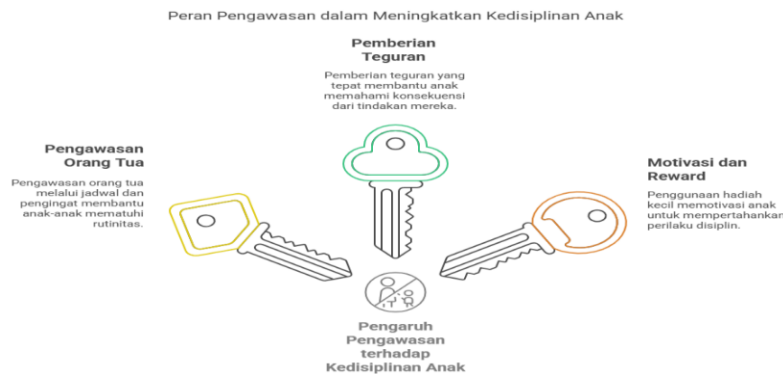 Peran Pengawasan dalam Meningkatkan Kedisiplinan Anak
Pemberian
Teguran
Pemberian teguran yang
tepat membantu anak
memahami konsekuensi
dari tindakan mereka.
Pengawasan
Orang Tua
Pengawasan orang tua
melalui jadwal dan
pengingat membantu
anak-anak mematuhi
rutinitas.
Motivasi dan
Reward
Penggunaan hadiah
kecil memotivasi anak
untuk mempertahankan
perilaku disiplin.
Pengaruh
Pengawasan
terhadap
Kedisiplinan Anak